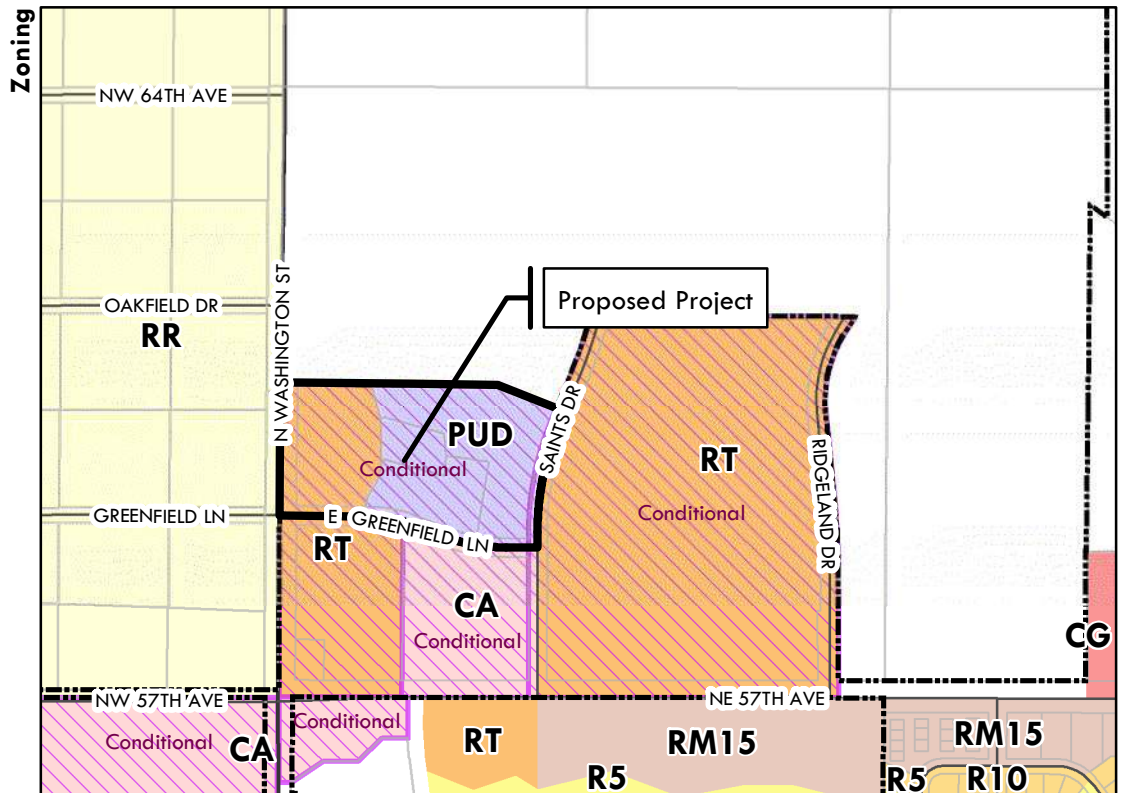 Zoning
NW 64TH AVE
N WASHINGTON ST
OAKFIELD DR
RR
Proposed Project
SAINTS DR
PUD
Conditional
RT
Conditional
RIDGELAND DR
GREENFIELD LN
E GREENFIELD LN
RT
CA
Conditional
CG
NW 57TH AVE
NE 57TH AVE
Conditional
Conditional
CA
RT
RM15
RM15
R5
R5
R10